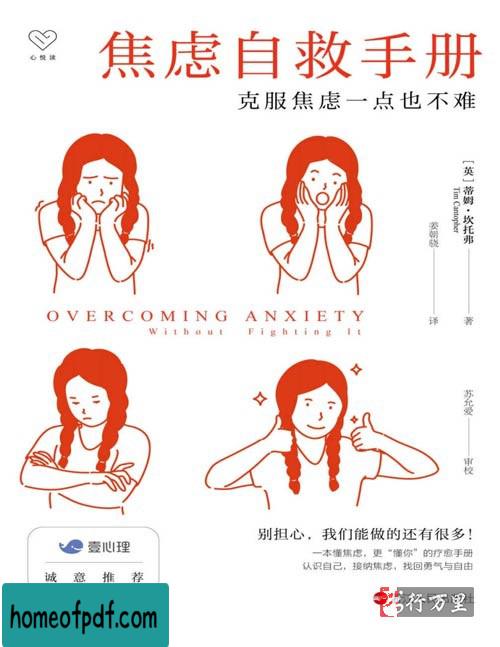 心悦读
焦虑自救手册
克服焦虑一点也不难
[英]蒂姆·坎托弗
Tim Cantopher
著
姜朝骁
译
OVERCOMING ANXIETY
Without Fighting It
苏允爱
审校
壹心理
诚意推荐
别担心,我们能做的还有很多!
一本懂焦虑,更“懂你”的疗愈手册
认识自己,接纳焦虑,找回勇气与自由
homeofpdf.com
书行万里